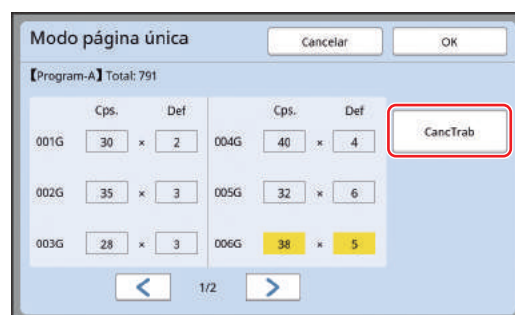 Modo página única Cancelar OK
【Program-A】Total: 791
Cps. Def Cps. Def
001G 30 × 2 004G 40 × 4 CancTrab
002G 35 × 3 005G 32 × 6
003G 28 × 3 006G 38 × 5
< 1/2 >